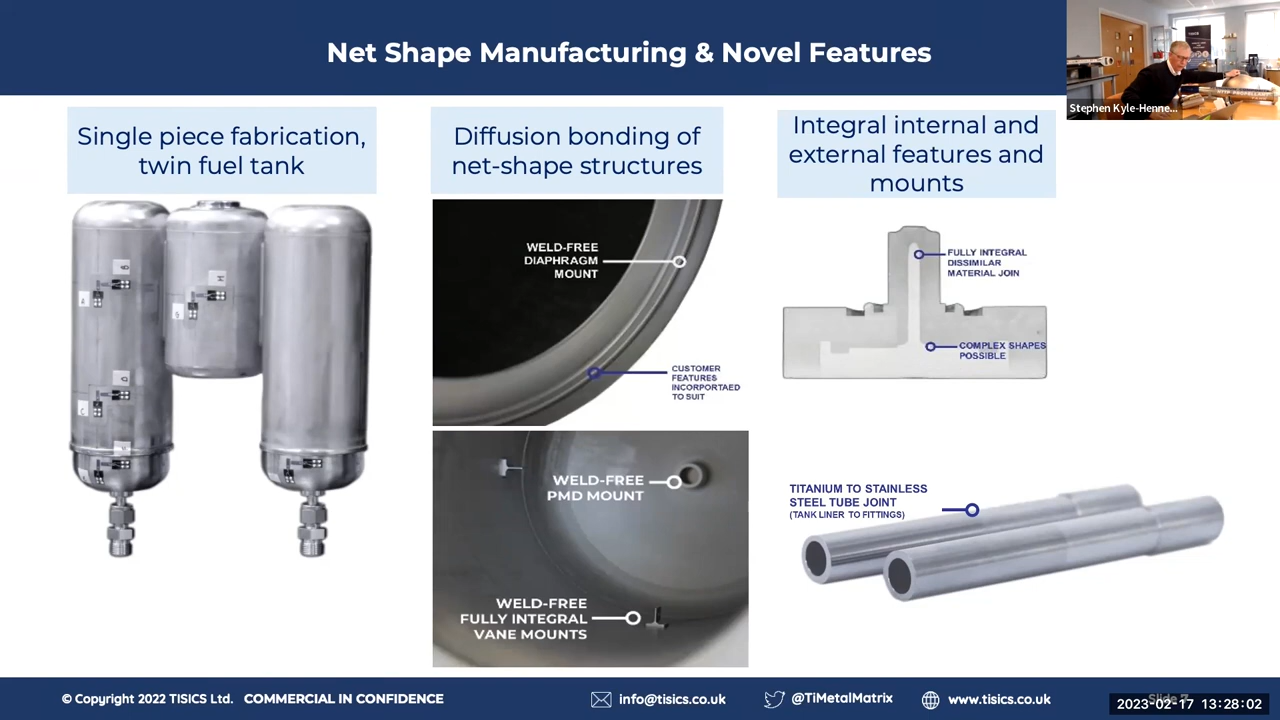 Net Shape Manufacturing & Novel Features
Stephen Kyle-Henne...
Single piece fabrication,
twin fuel tank
Diffusion bonding of
net-shape structures
Integral internal and
external features and
mounts
WELD-FREE
DIAPHRAGM
MOUNT
CUSTOMER
FEATURES
INCORPORTAED
TO SUIT
WELD-FREE
PMD MOUNT
WELD-FREE
FULLY INTEGRAL
VANE MOUNTS
FULLY INTEGRAL
DISSIMILAR
MATERIAL JOIN
COMPLEX SHAPES
POSSIBLE
TITANIUM TO STAINLESS
STEEL TUBE JOINT
(TANK LINER TO FITTINGS)
© Copyright 2022 TISICS Ltd. COMMERCIAL IN CONFIDENCE
info@tisics.co.uk
@TiMetalMatrix
www.tisics.co.uk
2023-02-17 13:28:02